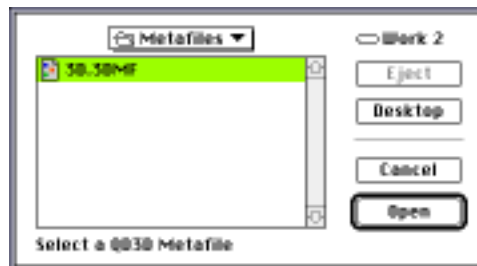 Metafiles
Work 2
3D.3DMF
Eject
Desktop
Cancel
Open
Select a QD3D Metafile